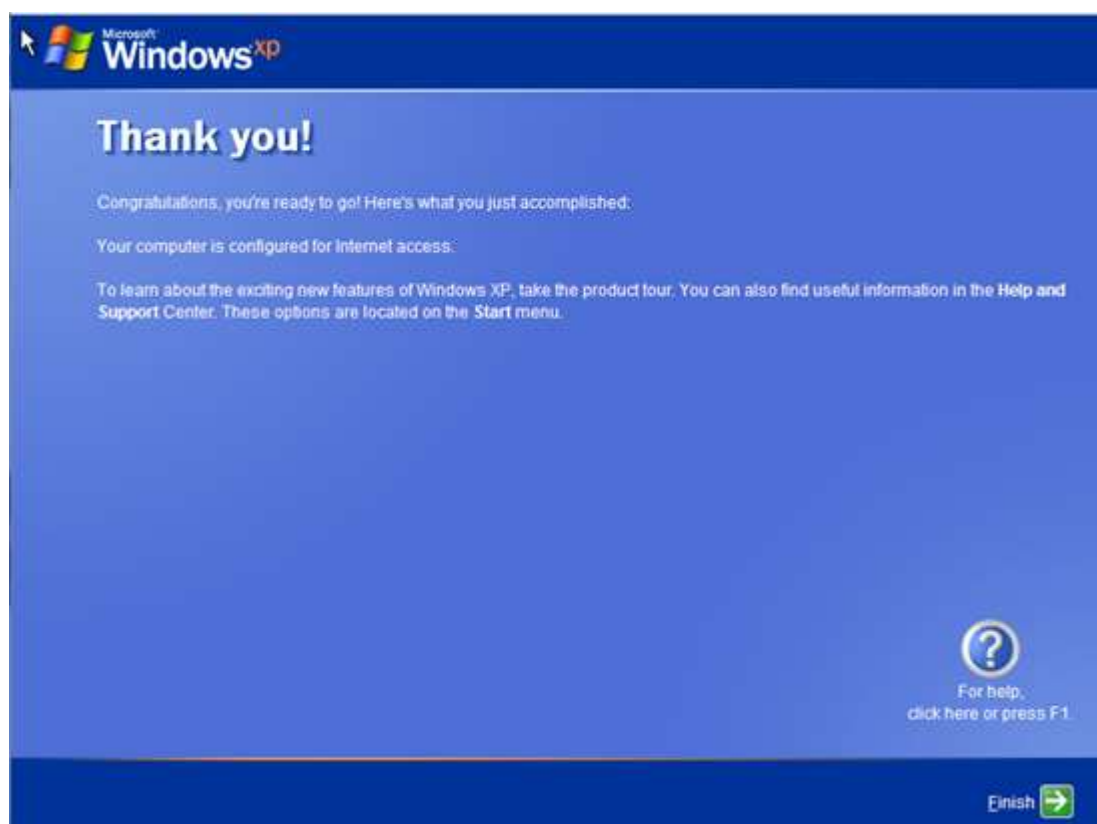 Microsoft
Windows xp
Thank you!
Congratulations, you're ready to go! Here's what you just accomplished:
Your computer is configured for Internet access.
To learn about the exciting new features of Windows XP, take the product tour. You can also find useful information in the Help and
Support Center. These options are located on the Start menu.
?
For help,
click here or press F1.
Finish